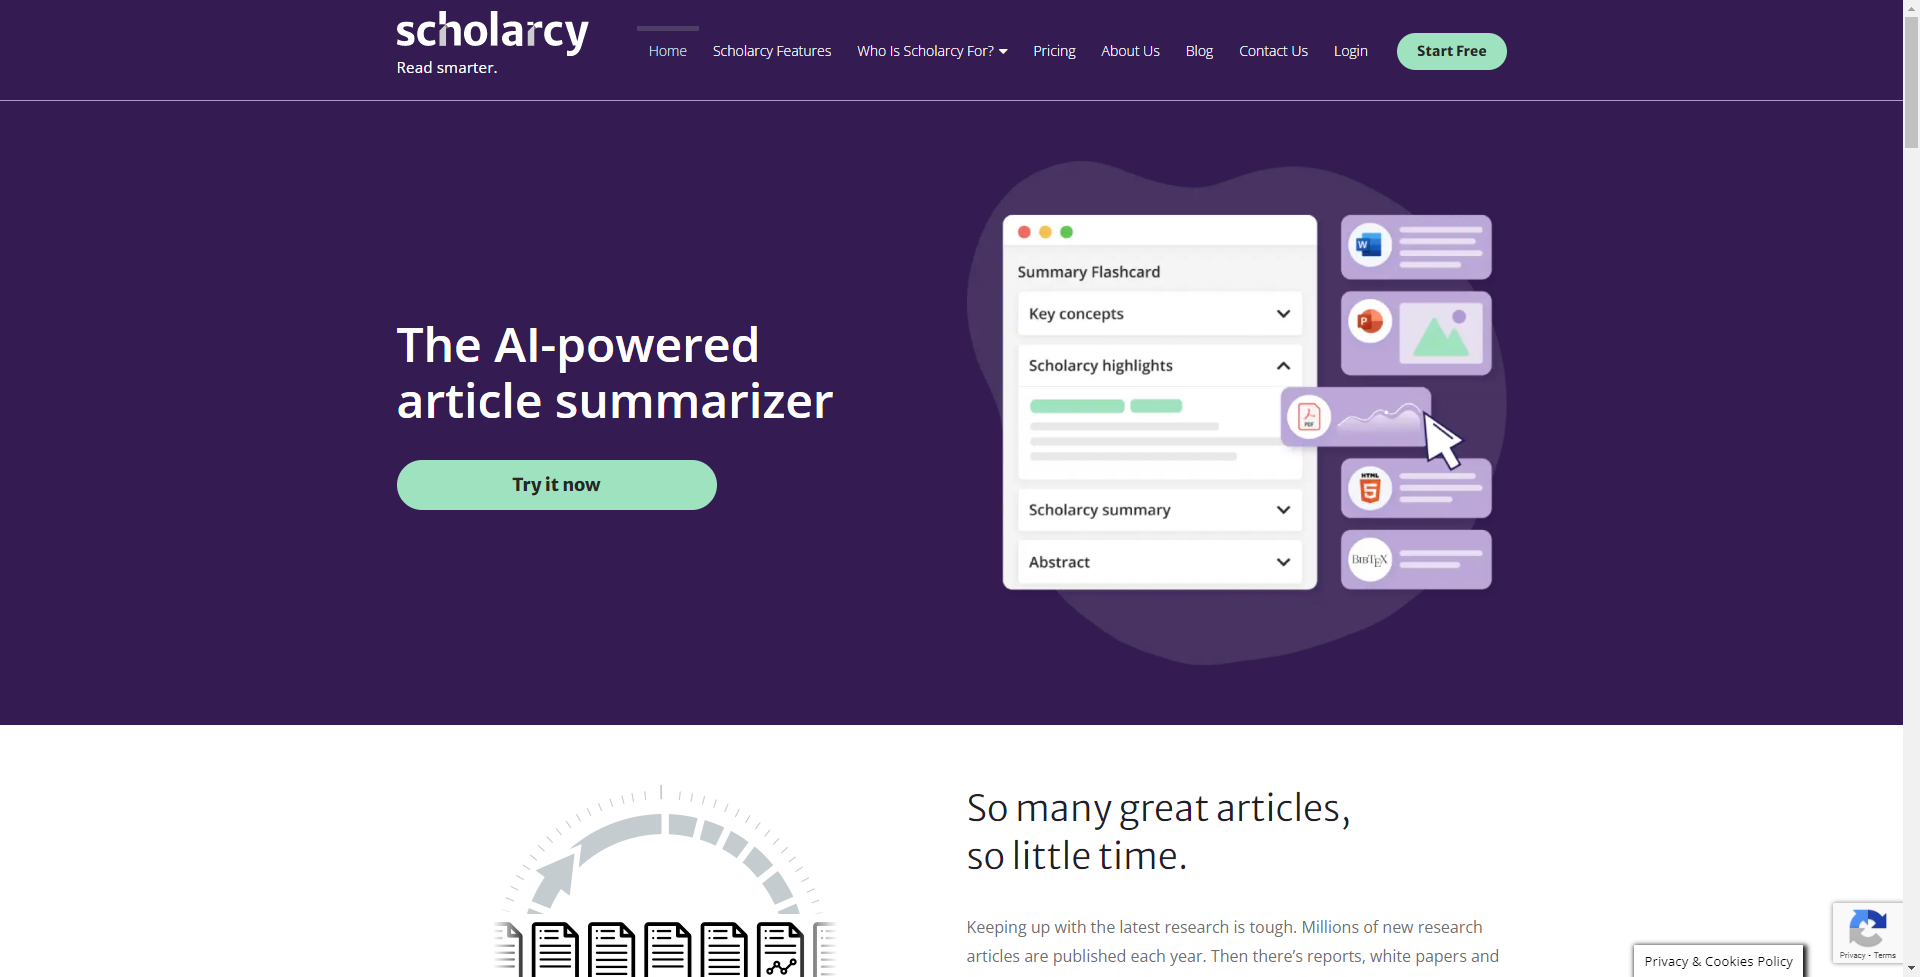 scholarcy
Read smarter.
Home
Scholarcy Features
Who Is Scholarcy For?
Pricing
About Us
Blog
Contact Us
Login
Start Free
The AI-powered
article summarizer
Try it now
Summary Flashcard
Key concepts
Scholarcy highlights
Scholarcy summary
Abstract
W
P
PDF
HTML
5
BIBTEX
So many great articles,
so little time.
Keeping up with the latest research is tough. Millions of new research
articles are published each year. Then there’s reports, white papers and
Privacy - Terms
Privacy & Cookies Policy